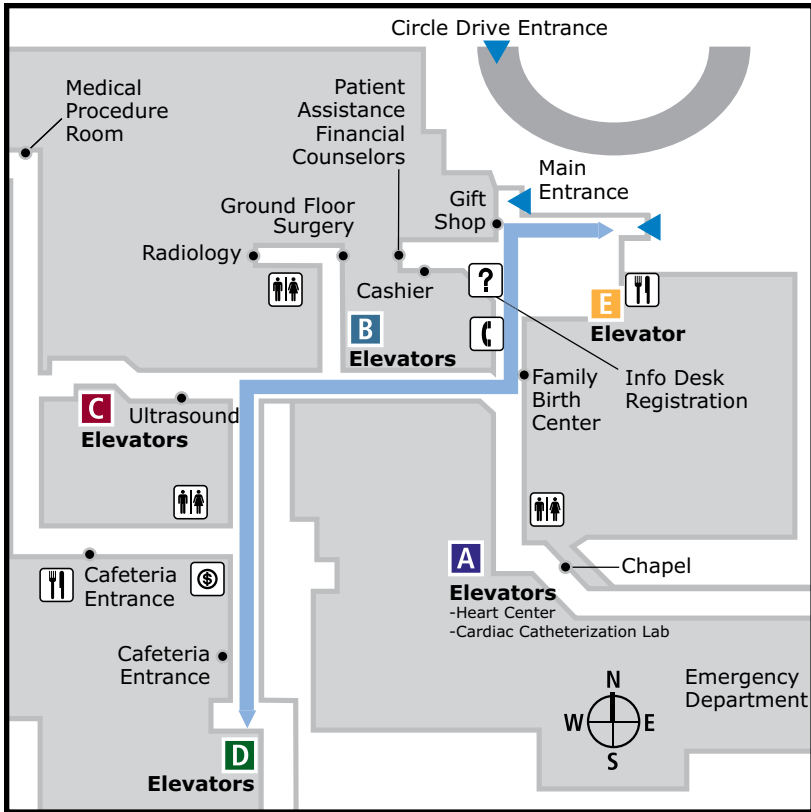 Circle Drive Entrance
Medical
Procedure
Room
Patient
Assistance
Financial
Counselors
Main
Entrance
Gift
Shop
Ground Floor
Surgery
Radiology
Cashier
?
B
Elevators
E
Elevator
Family
Birth
Center
Info Desk
Registration
C
Ultrasound
Elevators
A
Elevators
-Heart Center
-Cardiac Catheterization Lab
Chapel
$
Cafeteria
Entrance
Cafeteria
Entrance
Emergency
Department
N
W
E
S
D
Elevators